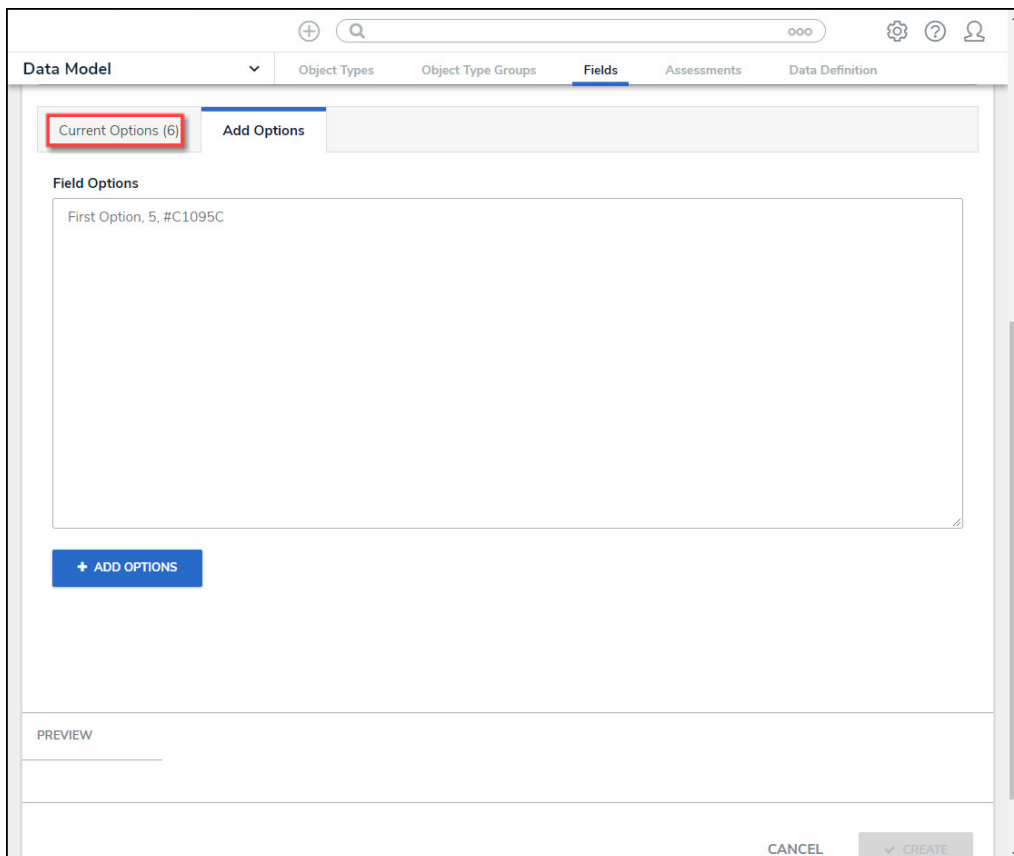 ooo
Data Model
Object Types
Object Type Groups
Fields
Assessments
Data Definition
Current Options (6)
Add Options
Field Options
First Option, 5, #C1095C
+ ADD OPTIONS
PREVIEW
CANCEL
✓ CREATE